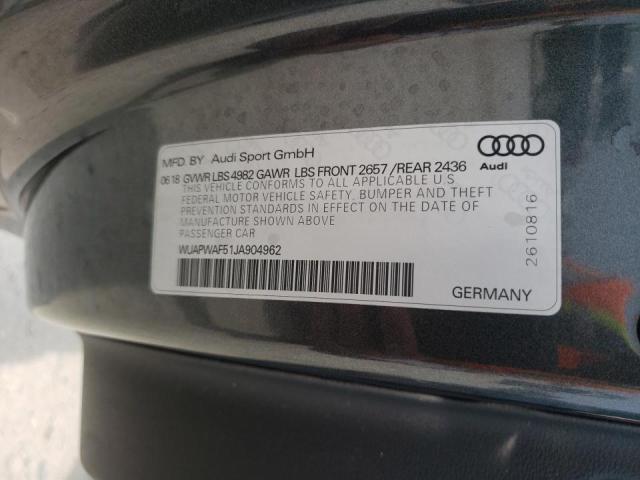 MFD. BY Audi Sport GmbH
06 18 GVWR LBS 4982 GAWR LBS FRONT 2657 /REAR 2436
THIS VEHICLE CONFORMS TO ALL APPLICABLE U.S.
FEDERAL MOTOR VEHICLE SAFETY, BUMPER AND THEFT
PREVENTION STANDARDS IN EFFECT ON THE DATE OF
MANUFACTURE SHOWN ABOVE
PASSENGER CAR
WUAPWAF51JA904962
Audi
2610816
GERMANY